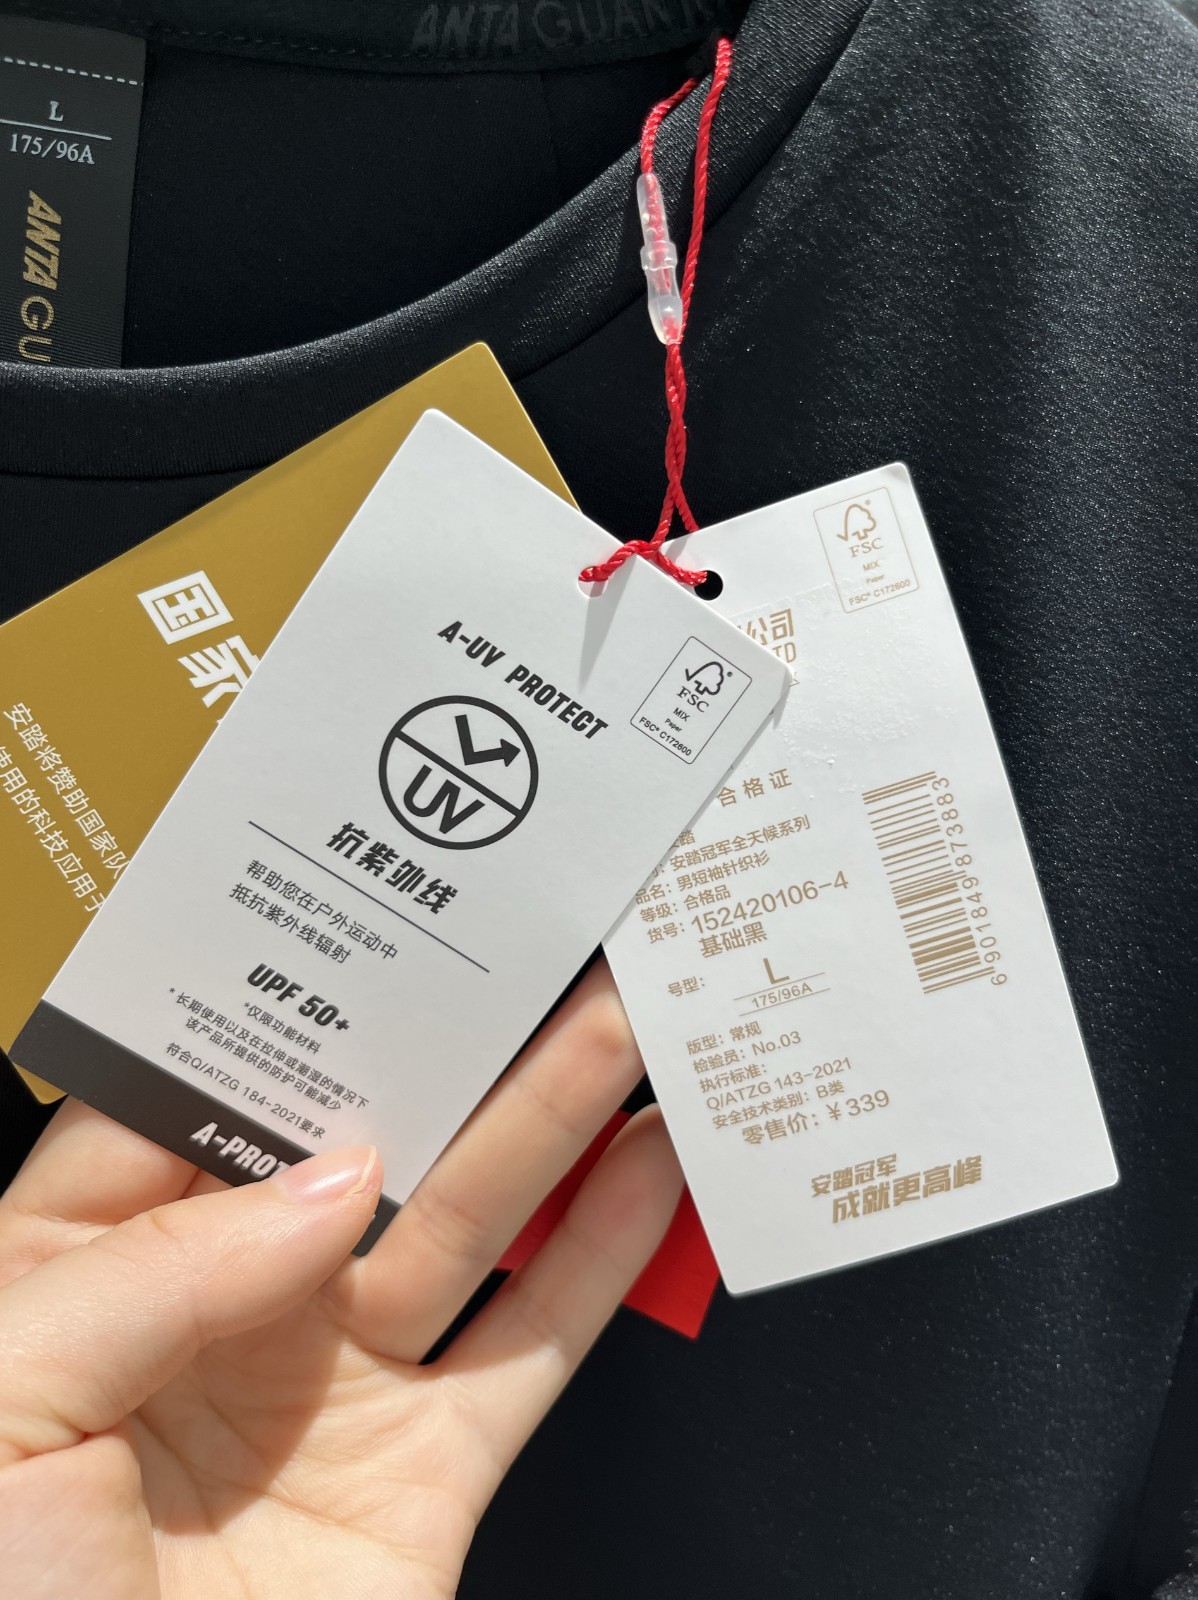 ANTA GUAN
L
175/96A
ANTA GU
国家
安踏将赞助国家队
使用的科技应用于
A-UV PROTECT
UV
抗紫外线
帮助您在户外运动中
抵抗紫外线辐射
UPF 50+
*仅限功能材料
*长期使用以及在拉伸或潮湿的情况下
该产品所提供的防护可能减少
符合Q/ATZG 184-2021要求
A-PROT
FSC
MIX
Paper
FSC® C172600
FSC
MIX
Paper
FSC® C172600
公司
LTD
合格证
安踏
安踏冠军全天候系列
品名: 男短袖针织衫
等级: 合格品
货号: 152420106-4
基础黑
号型: L
175/96A
版型: 常规
检验员: No.03
执行标准:
Q/ATZG 143-2021
安全技术类别: B类
零售价: ¥339
安踏冠军
成就更高峰
6901849873883